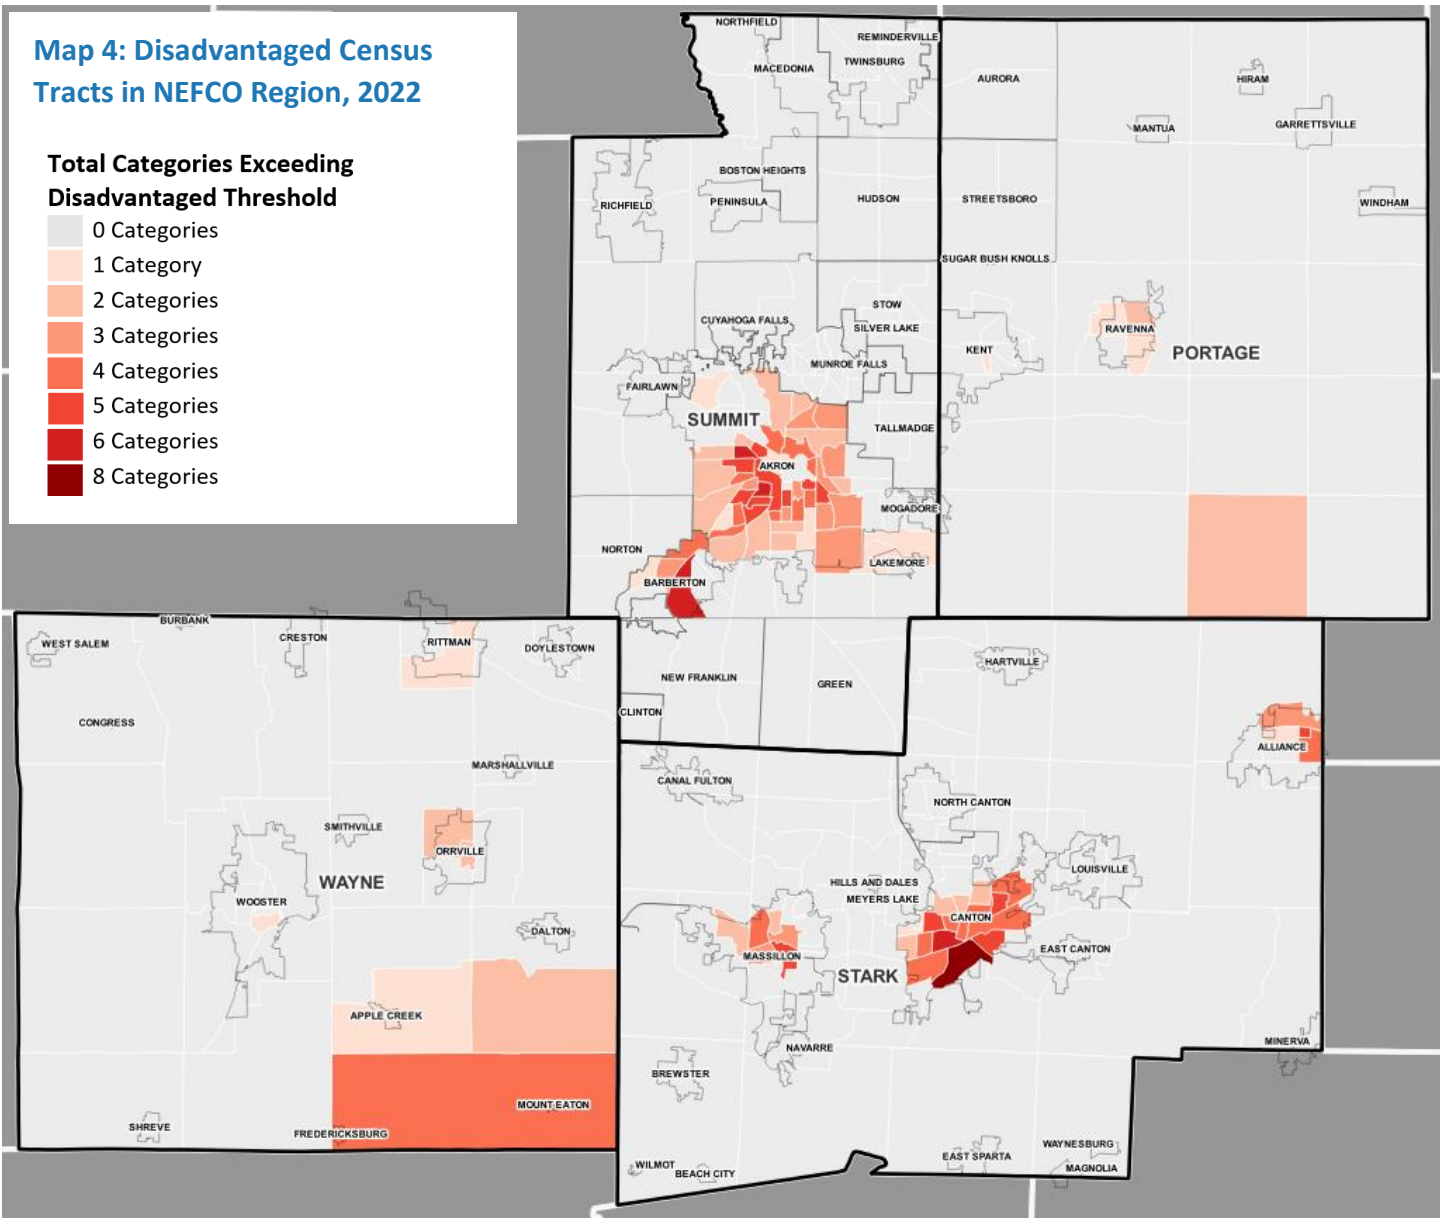 Map 4: Disadvantaged Census
Tracts in NEFCO Region, 2022
Total Categories Exceeding
Disadvantaged Threshold
0 Categories
1 Category
2 Categories
3 Categories
4 Categories
5 Categories
6 Categories
8 Categories
NORTHFIELD
REMINDERVILLE
TWINSBURG
MACEDONIA
AURORA
HIRAM
MANTUA
GARRETTSVILLE
BOSTON HEIGHTS
RICHFIELD
PENINSULA
HUDSON
STREETSBORO
WINDHAM
SUGAR BUSH KNOLLS
STOW
CUYAHOGA FALLS
SILVER LAKE
RAVENNA
KENT
PORTAGE
MUNROE FALLS
FAIRLAWN
SUMMIT
TALLMADGE
AKRON
MOGADORE
NORTON
LAKEMORE
BARBERTON
BURBANK
WEST SALEM
CRESTON
RITTMAN
DOYLESTOWN
HARTVILLE
NEW FRANKLIN
GREEN
CLINTON
CONGRESS
ALLIANCE
MARSHALLVILLE
CANAL FULTON
NORTH CANTON
SMITHVILLE
ORRVILLE
LOUISVILLE
WAYNE
HILLS AND DALES
MEYERS LAKE
WOOSTER
CANTON
DALTON
EAST CANTON
MASSILLON
STARK
APPLE CREEK
MINERVA
NAVARRE
BREWSTER
MOUNT EATON
SHREVE
FREDERICKSBURG
WAYNESBURG
EAST SPARTA
WILMOT
BEACH CITY
MAGNOLIA